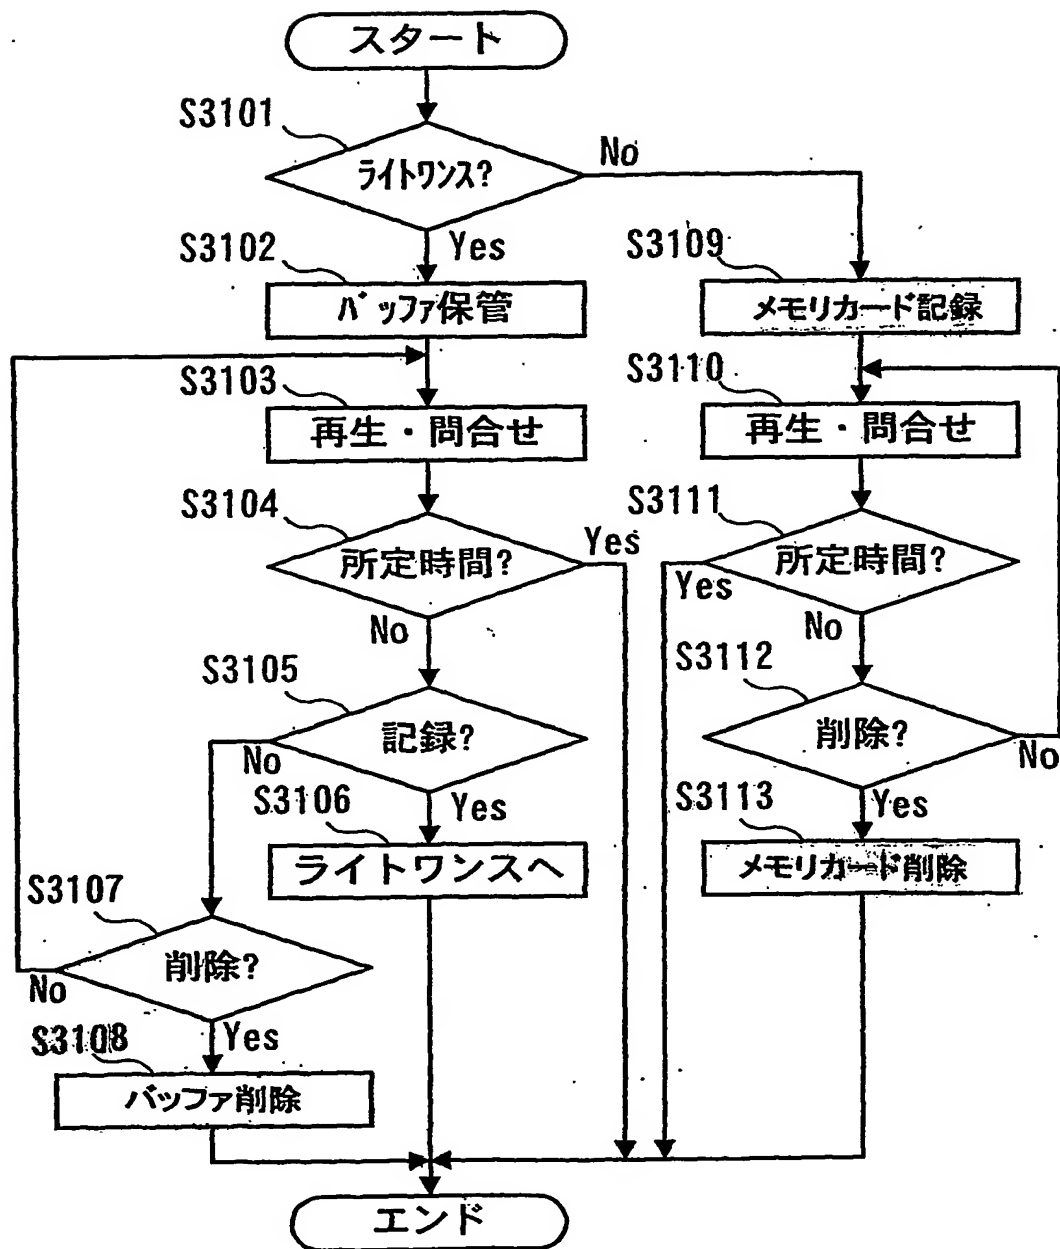 スタート
S3101
ライトワンス?
No
Yes
S3102
バッファ保管
S3109
メモリカード記録
S3103
再生・問合せ
S3110
再生・問合せ
S3104
所定時間?
Yes
No
S3111
所定時間?
Yes
No
S3105
記録?
No
Yes
S3112
削除?
No
Yes
S3106
ライトワンスへ
S3113
メモリカード削除
S3107
削除?
No
Yes
S3108
バッファ削除
エンド